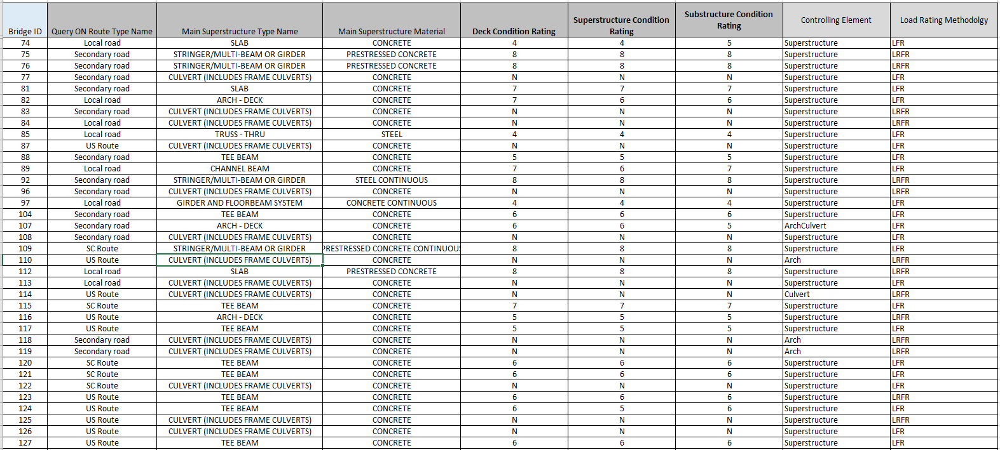 Bridge ID Query ON Route Type Name Main Superstructure Type Name Main Superstructure Material Deck Condition Rating Superstructure Condition Rating Substructure Condition Rating Controlling Element Load Rating Methodolgy
74 Local road SLAB CONCRETE 4 4 5 Superstructure LFR
75 Secondary road STRINGER/MULTI-BEAM OR GIRDER PRESTRESSED CONCRETE 8 8 8 Superstructure LRFR
76 Secondary road STRINGER/MULTI-BEAM OR GIRDER PRESTRESSED CONCRETE 8 8 8 Superstructure LRFR
77 Secondary road CULVERT (INCLUDES FRAME CULVERTS) CONCRETE N N N Superstructure LFR
81 Secondary road SLAB CONCRETE 7 7 7 Superstructure LFR
82 Local road ARCH - DECK CONCRETE 7 6 6 Superstructure LFR
83 Secondary road CULVERT (INCLUDES FRAME CULVERTS) CONCRETE N N N Superstructure LRFR
84 Local road CULVERT (INCLUDES FRAME CULVERTS) CONCRETE N N N Superstructure LRFR
85 Local road TRUSS - THRU STEEL 4 4 4 Superstructure LFR
87 US Route CULVERT (INCLUDES FRAME CULVERTS) CONCRETE N N N Superstructure LFR
88 Secondary road TEE BEAM CONCRETE 5 5 5 Superstructure LFR
89 Local road CHANNEL BEAM CONCRETE 7 6 7 Superstructure LFR
92 Secondary road STRINGER/MULTI-BEAM OR GIRDER STEEL CONTINUOUS 8 8 8 Superstructure LRFR
96 Secondary road CULVERT (INCLUDES FRAME CULVERTS) CONCRETE N N N Superstructure LRFR
97 Local road GIRDER AND FLOORBEAM SYSTEM CONCRETE CONTINUOUS 4 4 4 Superstructure LFR
104 Secondary road TEE BEAM CONCRETE 6 6 6 Superstructure LFR
107 Secondary road ARCH - DECK CONCRETE 6 6 5 ArchCulvert LFR
108 Secondary road CULVERT (INCLUDES FRAME CULVERTS) CONCRETE N N N Superstructure LFR
109 SC Route STRINGER/MULTI-BEAM OR GIRDER PRESTRESSED CONCRETE CONTINUOUS 8 8 8 Superstructure LFR
110 US Route CULVERT (INCLUDES FRAME CULVERTS) CONCRETE N N N Arch LRFR
112 Local road SLAB PRESTRESSED CONCRETE 8 8 8 Superstructure LRFR
113 Local road CULVERT (INCLUDES FRAME CULVERTS) CONCRETE N N N Superstructure LFR
114 US Route CULVERT (INCLUDES FRAME CULVERTS) CONCRETE N N N Culvert LRFR
115 SC Route TEE BEAM CONCRETE 7 7 7 Superstructure LFR
116 US Route ARCH - DECK CONCRETE 5 5 5 Superstructure LRFR
117 US Route TEE BEAM CONCRETE 5 5 5 Superstructure LFR
118 Secondary road CULVERT (INCLUDES FRAME CULVERTS) CONCRETE N N N Arch LRFR
119 Secondary road CULVERT (INCLUDES FRAME CULVERTS) CONCRETE N N N Arch LRFR
120 SC Route TEE BEAM CONCRETE 6 6 6 Superstructure LFR
121 SC Route TEE BEAM CONCRETE 6 6 6 Superstructure LFR
122 SC Route CULVERT (INCLUDES FRAME CULVERTS) CONCRETE N N N Superstructure LFR
123 US Route TEE BEAM CONCRETE 6 6 6 Superstructure LRFR
124 US Route TEE BEAM CONCRETE 6 5 6 Superstructure LFR
125 US Route CULVERT (INCLUDES FRAME CULVERTS) CONCRETE N N N Superstructure LRFR
126 US Route CULVERT (INCLUDES FRAME CULVERTS) CONCRETE N N N Superstructure LFR
127 US Route TEE BEAM CONCRETE 6 6 6 Superstructure LFR